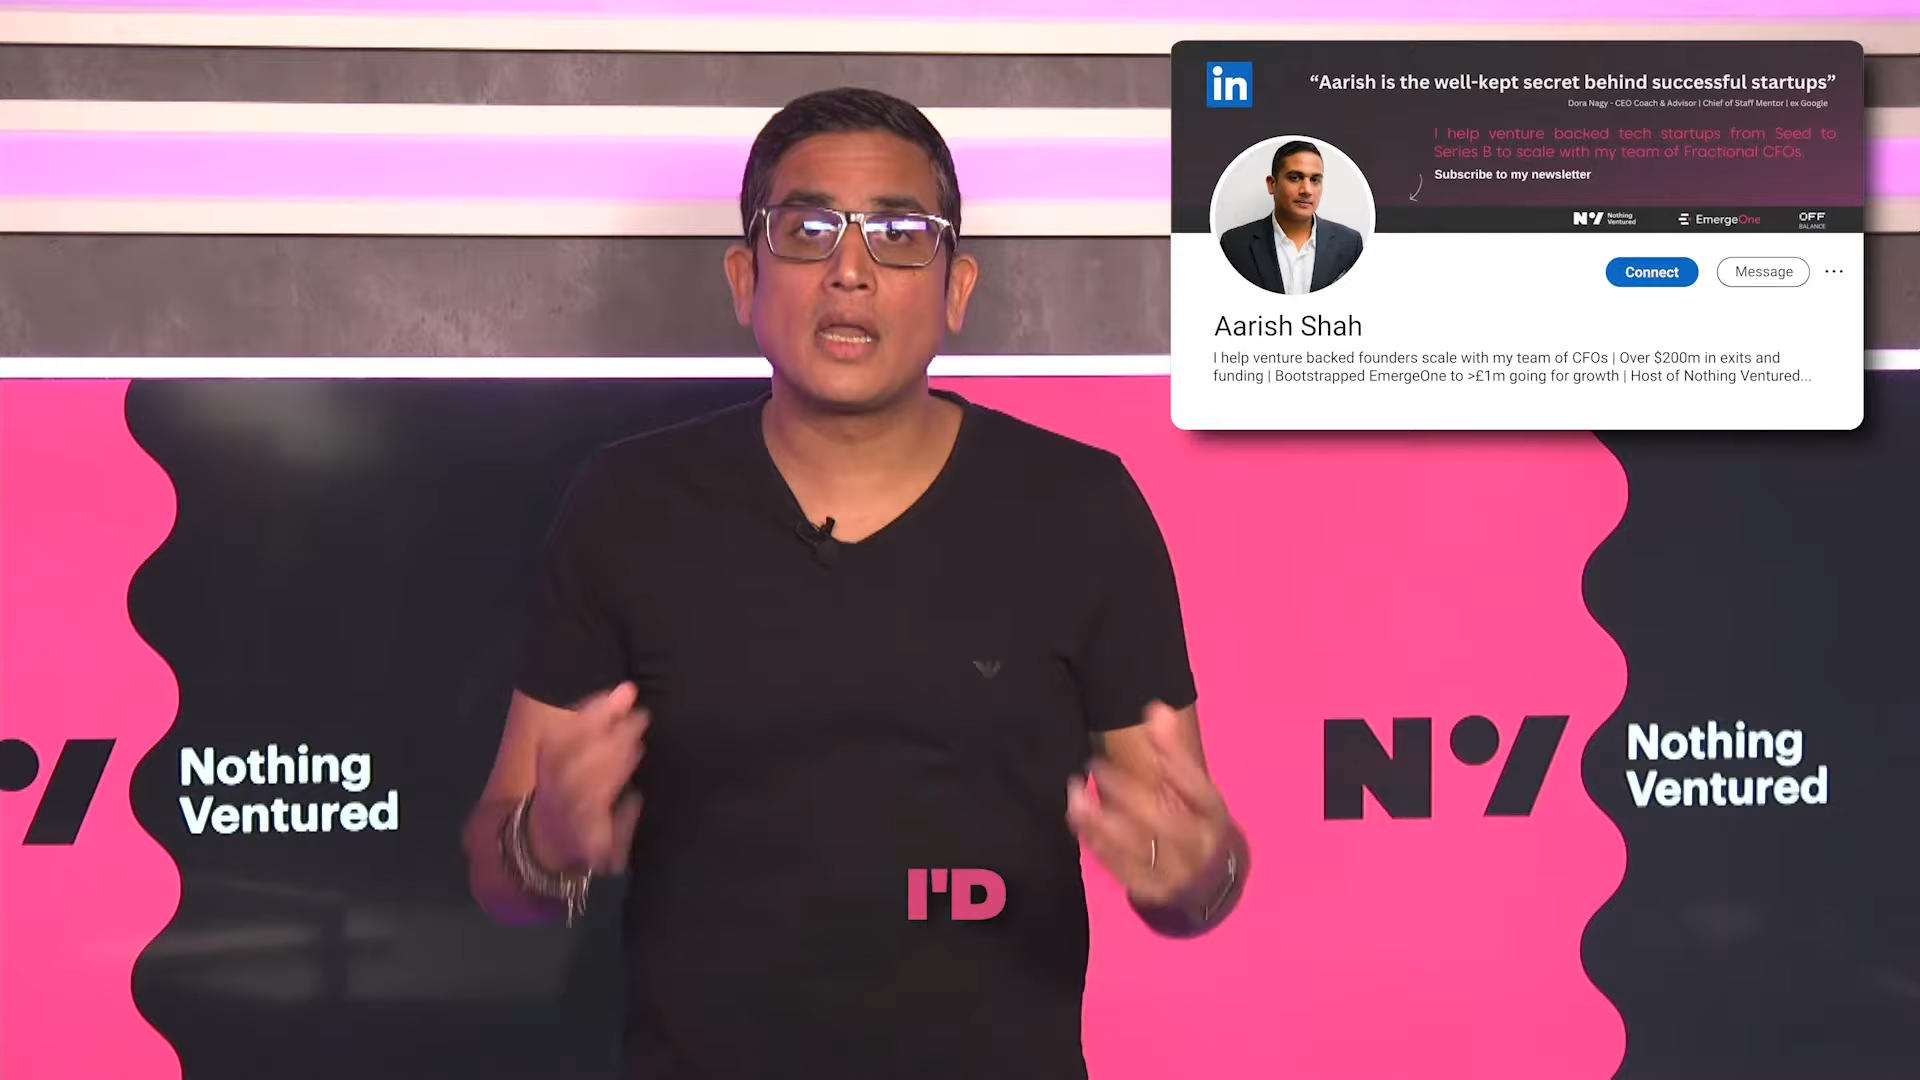 in
“Aarish is the well-kept secret behind successful startups”
Dora Nagy - CEO Coach & Advisor | Chief of Staff Mentor | ex Google
I help venture backed tech startups from Seed to
Series B to scale with my team of Fractional CFOs.
Subscribe to my newsletter
NV Nothing
Ventured
EmergeOne
OFF
BALANCE
Connect
Message
Aarish Shah
I help venture backed founders scale with my team of CFOs | Over $200m in exits and
funding | Bootstrapped EmergeOne to >£1m going for growth | Host of Nothing Ventured...
Nothing
Ventured
NV
Nothing
Ventured
I'D